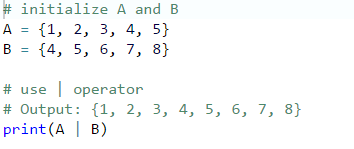 # initialize A and B
A = {1, 2, 3, 4, 5}
B = {4, 5, 6, 7, 8}

# use | operator
# Output: {1, 2, 3, 4, 5, 6, 7, 8}
print(A | B)